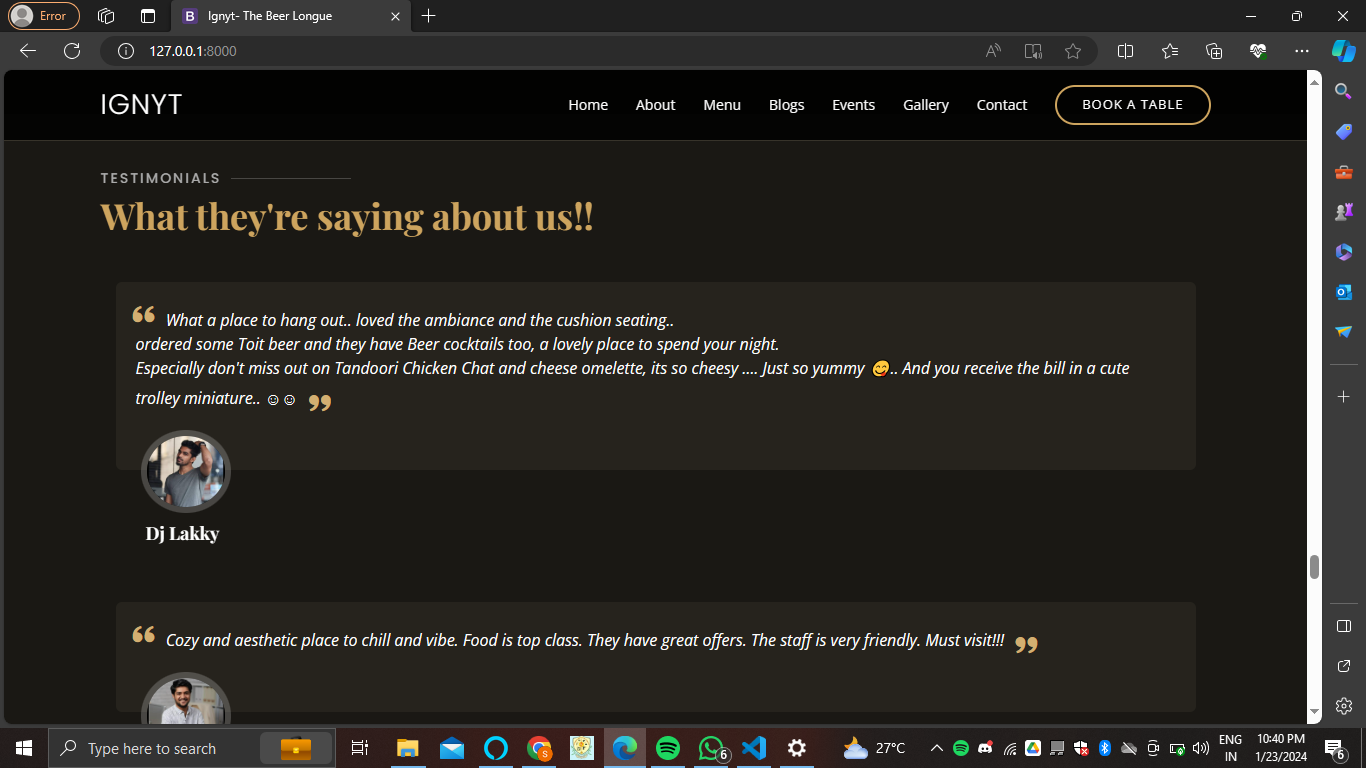 Error
Ignyt- The Beer Longue
127.0.0.1:8000
IGNYT
Home About Menu Blogs Events Gallery Contact BOOK A TABLE
TESTIMONIALS
What they're saying about us!!
“ What a place to hang out.. loved the ambiance and the cushion seating..
ordered some Toit beer and they have Beer cocktails too, a lovely place to spend your night.
Especially don't miss out on Tandoori Chicken Chat and cheese omelette, its so cheesy .... Just so yummy 😋.. And you receive the bill in a cute
trolley miniature.. ☺☺ ”
Dj Lakky
“ Cozy and aesthetic place to chill and vibe. Food is top class. They have great offers. The staff is very friendly. Must visit!!! ”
Type here to search
27°C
ENG
IN
10:40 PM
1/23/2024
6
6